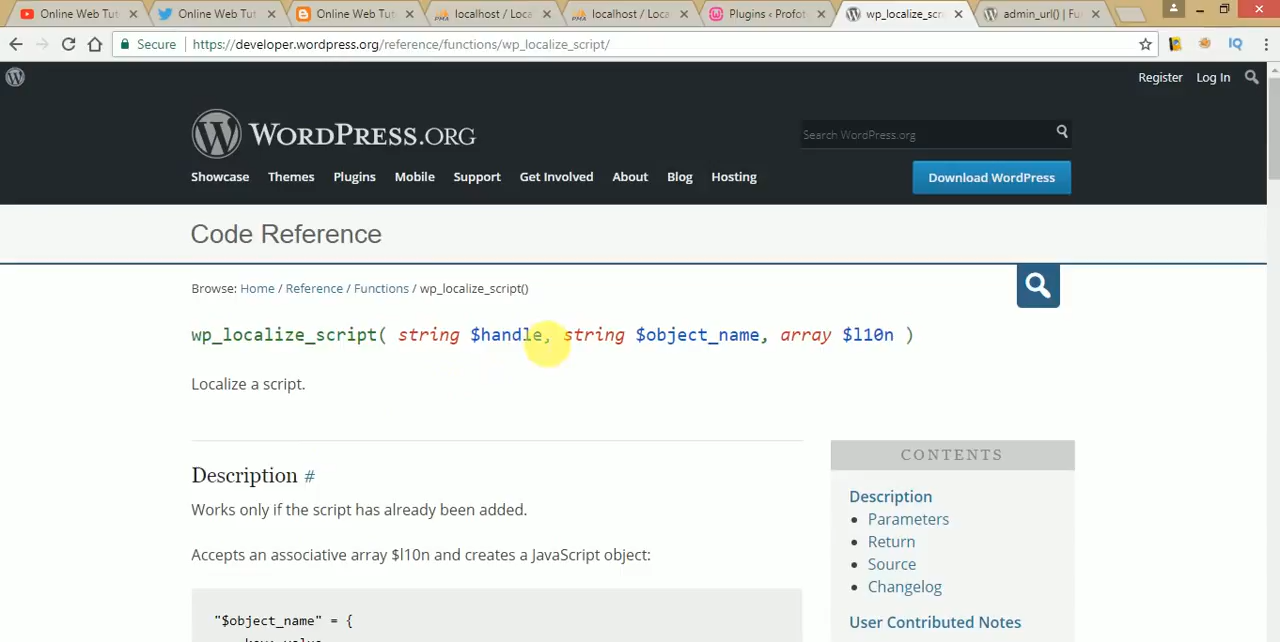 Online Web Tut
Online Web Tut
Online Web Tut
localhost / Loca
localhost / Loca
Plugins ‹ Profot
wp_localize_scri
admin_url() | Fu
Secure
https://developer.wordpress.org/reference/functions/wp_localize_script/
IQ
Register
Log In
WORDPRESS.ORG
Search WordPress.org
Showcase
Themes
Plugins
Mobile
Support
Get Involved
About
Blog
Hosting
Download WordPress
Code Reference
Browse: Home / Reference / Functions / wp_localize_script()
wp_localize_script( string $handle, string $object_name, array $l10n )
Localize a script.
Description #
Works only if the script has already been added.
Accepts an associative array $l10n and creates a JavaScript object:
"$object_name" = {
CONTENTS
Description
Parameters
Return
Source
Changelog
User Contributed Notes